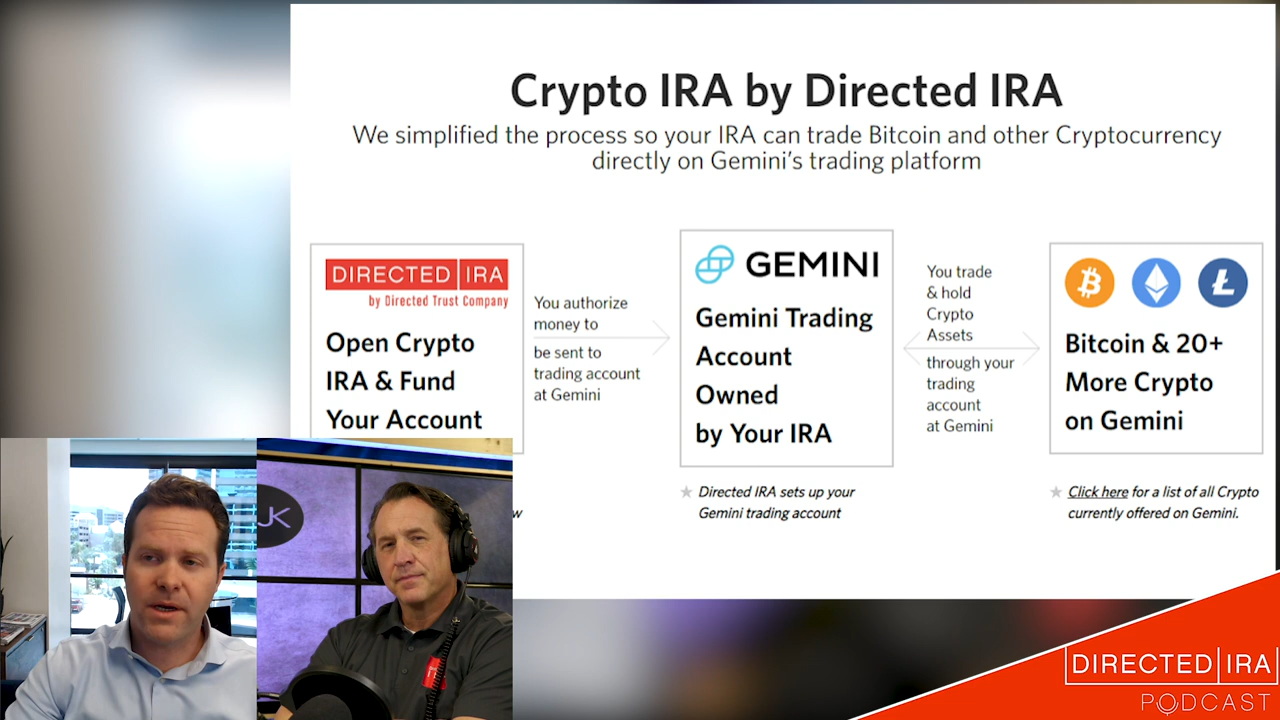 Crypto IRA by Directed IRA
We simplified the process so your IRA can trade Bitcoin and other Cryptocurrency
directly on Gemini's trading platform
DIRECTED IRA
by Directed Trust Company
Open Crypto
IRA & Fund
Your Account
You authorize
money to
be sent to
trading account
at Gemini
GEMINI
Gemini Trading
Account
Owned
by Your IRA
★ Directed IRA sets up your
Gemini trading account
You trade
& hold
Crypto
Assets
through your
trading
account
at Gemini
Bitcoin & 20+
More Crypto
on Gemini
★ Click here for a list of all Crypto
currently offered on Gemini.
w
JK
DIRECTED IRA
PODCAST